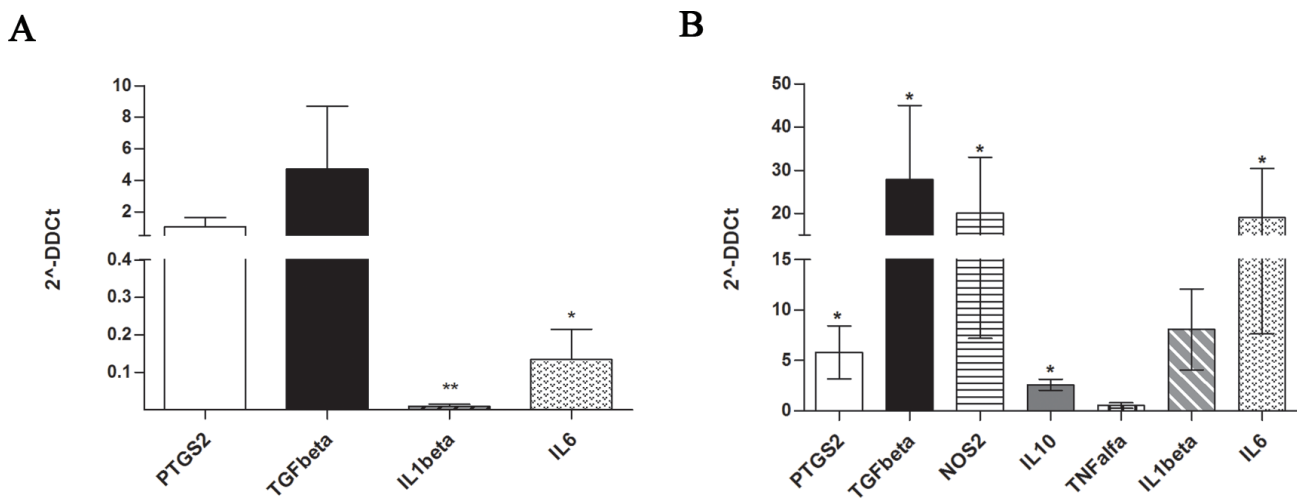 A
2^-DDCt
10
8
6
4
2
0.4
0.3
0.2
0.1
**
*
PTGS2
TGFbeta
IL1beta
IL6
B
2^-DDCt
50
40
30
20
10
5
0
*
*
*
*
*
PTGS2
TGFbeta
NOS2
IL10
TNFalfa
IL1beta
IL6